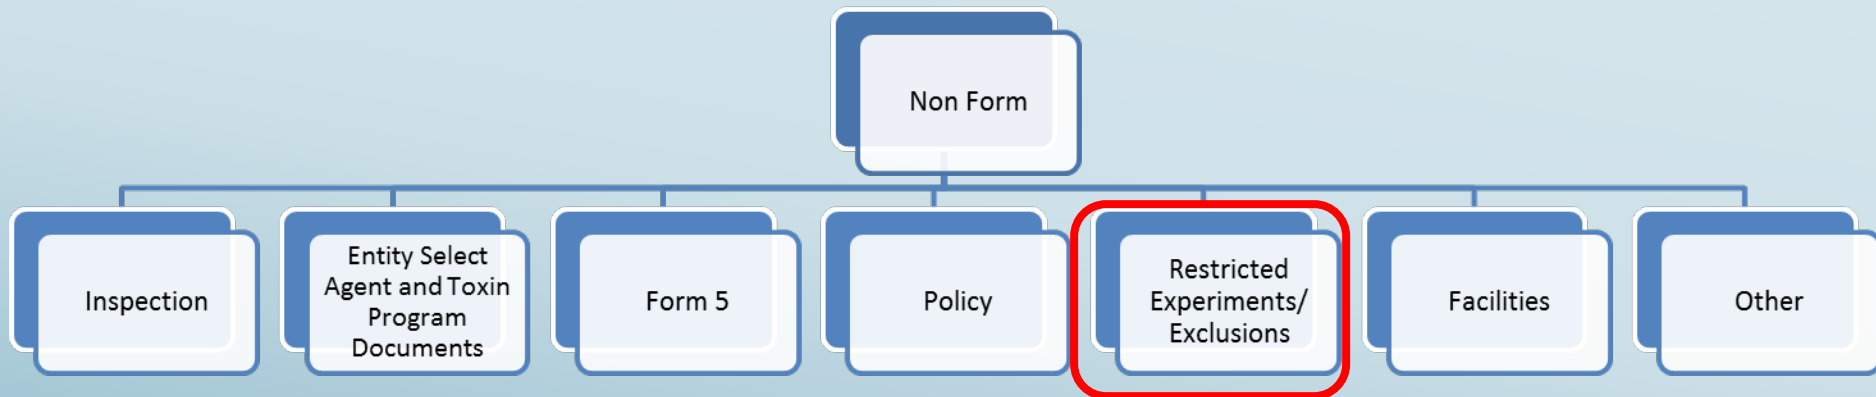 Non Form
Inspection
Entity Select
Agent and Toxin
Program
Documents
Form 5
Policy
Restricted
Experiments/
Exclusions
Facilities
Other